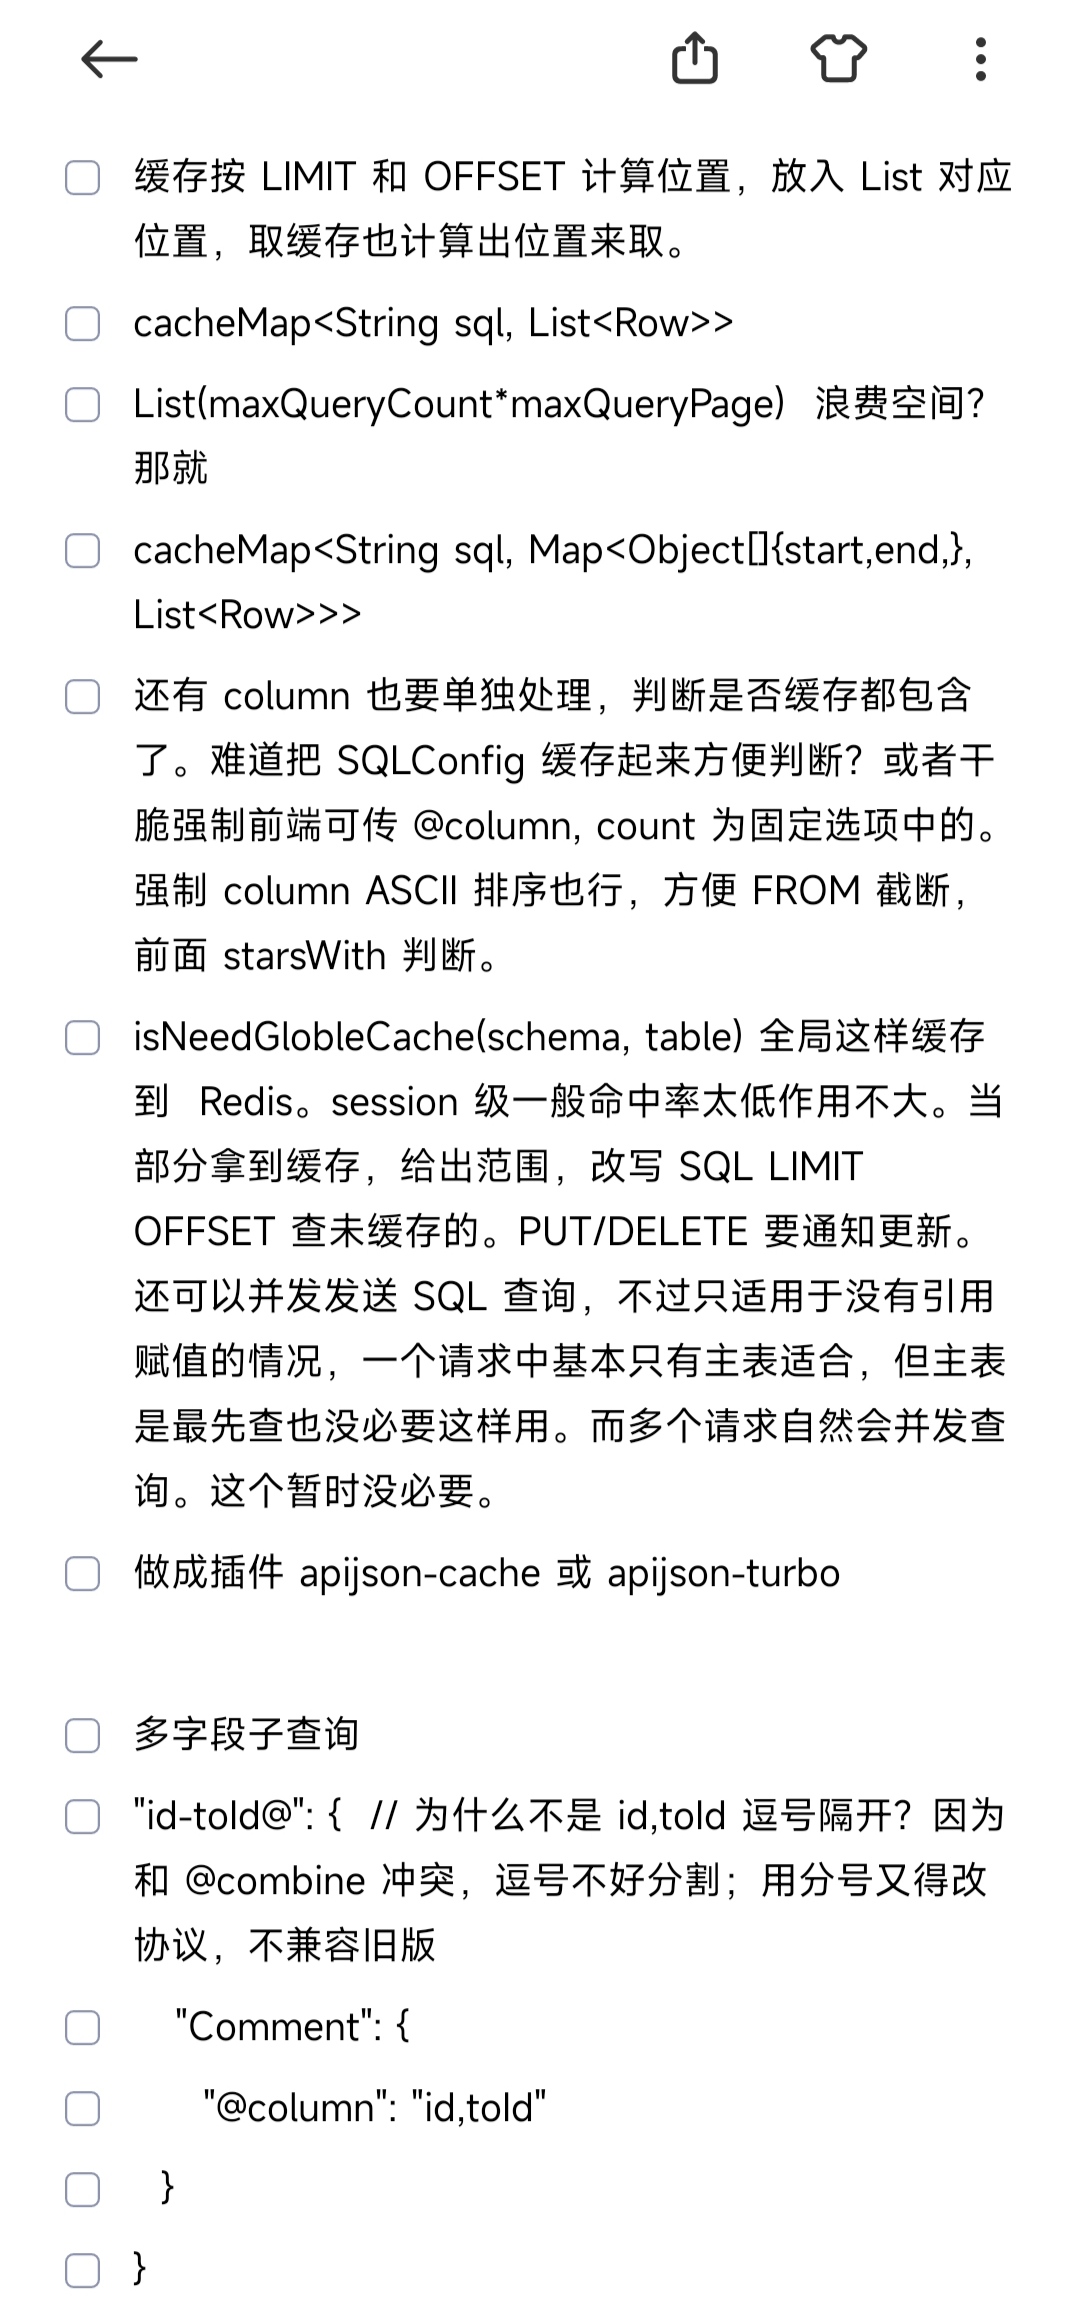 缓存按 LIMIT 和 OFFSET 计算位置，放入 List 对应
位置，取缓存也计算出位置来取。
cacheMap<String sql, List<Row>>
List(maxQueryCount*maxQueryPage)   浪费空间？
那就
cacheMap<String sql, Map<Object[]{start,end,},
List<Row>>>
还有 column 也要单独处理，判断是否缓存都包含
了。难道把 SQLConfig 缓存起来方便判断？或者干
脆强制前端可传 @column, count 为固定选项中的。
强制 column ASCII 排序也行，方便 FROM 截断，
前面 starsWith 判断。
isNeedGlobleCache(schema, table) 全局这样缓存
到   Redis。session 级一般命中率太低作用不大。当
部分拿到缓存，给出范围，改写 SQL LIMIT
OFFSET 查未缓存的。PUT/DELETE 要通知更新。
还可以并发发送 SQL 查询，不过只适用于没有引用
赋值的情况，一个请求中基本只有主表适合，但主表
是最先查也没必要这样用。而多个请求自然会并发查
询。这个暂时没必要。
做成插件 apijson-cache 或 apijson-turbo
多字段子查询
"id-toId@": {   // 为什么不是 id,toId 逗号隔开？因为
和 @combine 冲突，逗号不好分割；用分号又得改
协议，不兼容旧版
"Comment": {
"@column": "id,toId"
}
}